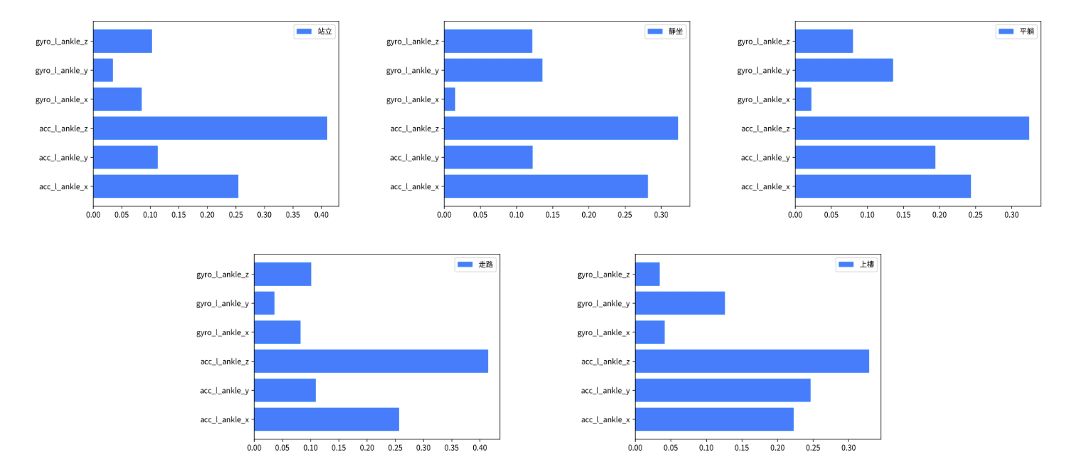 站立
gyro_l_ankle_z
gyro_l_ankle_y
gyro_l_ankle_x
acc_l_ankle_z
acc_l_ankle_y
acc_l_ankle_x
0.00 0.05 0.10 0.15 0.20 0.25 0.30 0.35 0.40
靜坐
gyro_l_ankle_z
gyro_l_ankle_y
gyro_l_ankle_x
acc_l_ankle_z
acc_l_ankle_y
acc_l_ankle_x
0.00 0.05 0.10 0.15 0.20 0.25 0.30
平躺
gyro_l_ankle_z
gyro_l_ankle_y
gyro_l_ankle_x
acc_l_ankle_z
acc_l_ankle_y
acc_l_ankle_x
0.00 0.05 0.10 0.15 0.20 0.25 0.30
走路
gyro_l_ankle_z
gyro_l_ankle_y
gyro_l_ankle_x
acc_l_ankle_z
acc_l_ankle_y
acc_l_ankle_x
0.00 0.05 0.10 0.15 0.20 0.25 0.30 0.35 0.40
上樓
gyro_l_ankle_z
gyro_l_ankle_y
gyro_l_ankle_x
acc_l_ankle_z
acc_l_ankle_y
acc_l_ankle_x
0.00 0.05 0.10 0.15 0.20 0.25 0.30